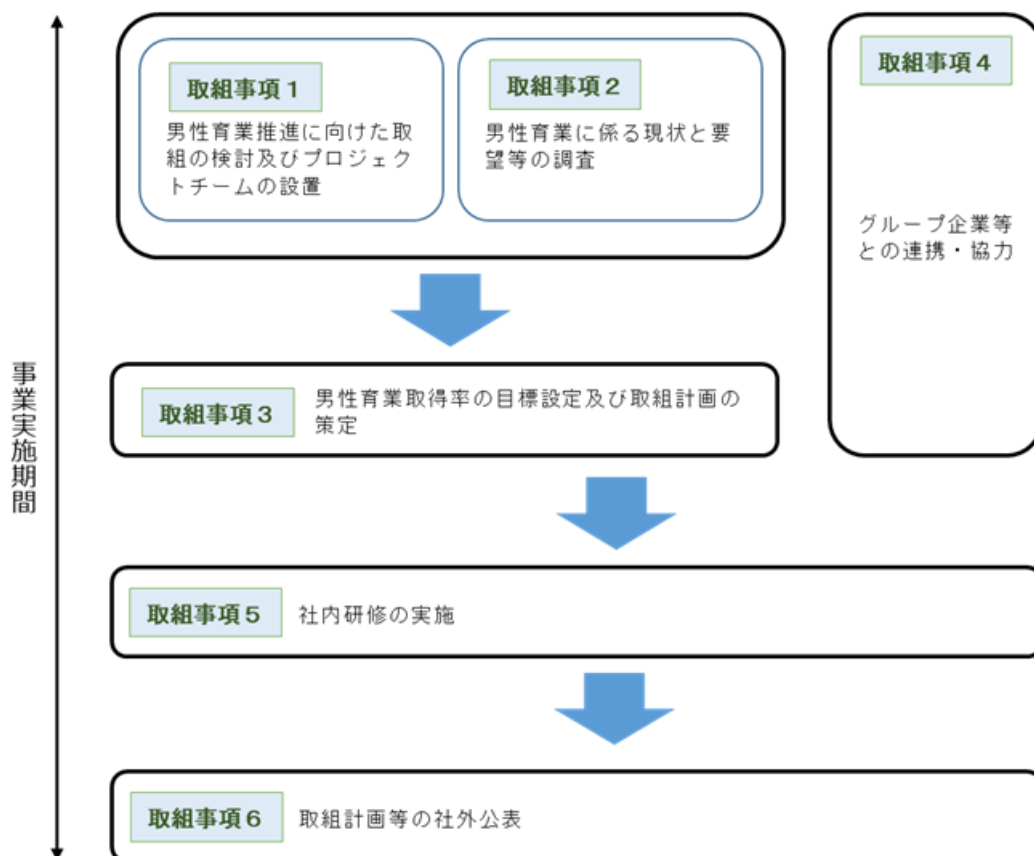 事業実施期間
取組事項1
男性育業推進に向けた取
組の検討及びプロジェク
トチームの設置
取組事項2
男性育業に係る現状と要
望等の調査
取組事項4
グループ企業等
との連携・協力
取組事項3
男性育業取得率の目標設定及び取組計画の
策定
取組事項5
社内研修の実施
取組事項6
取組計画等の社外公表